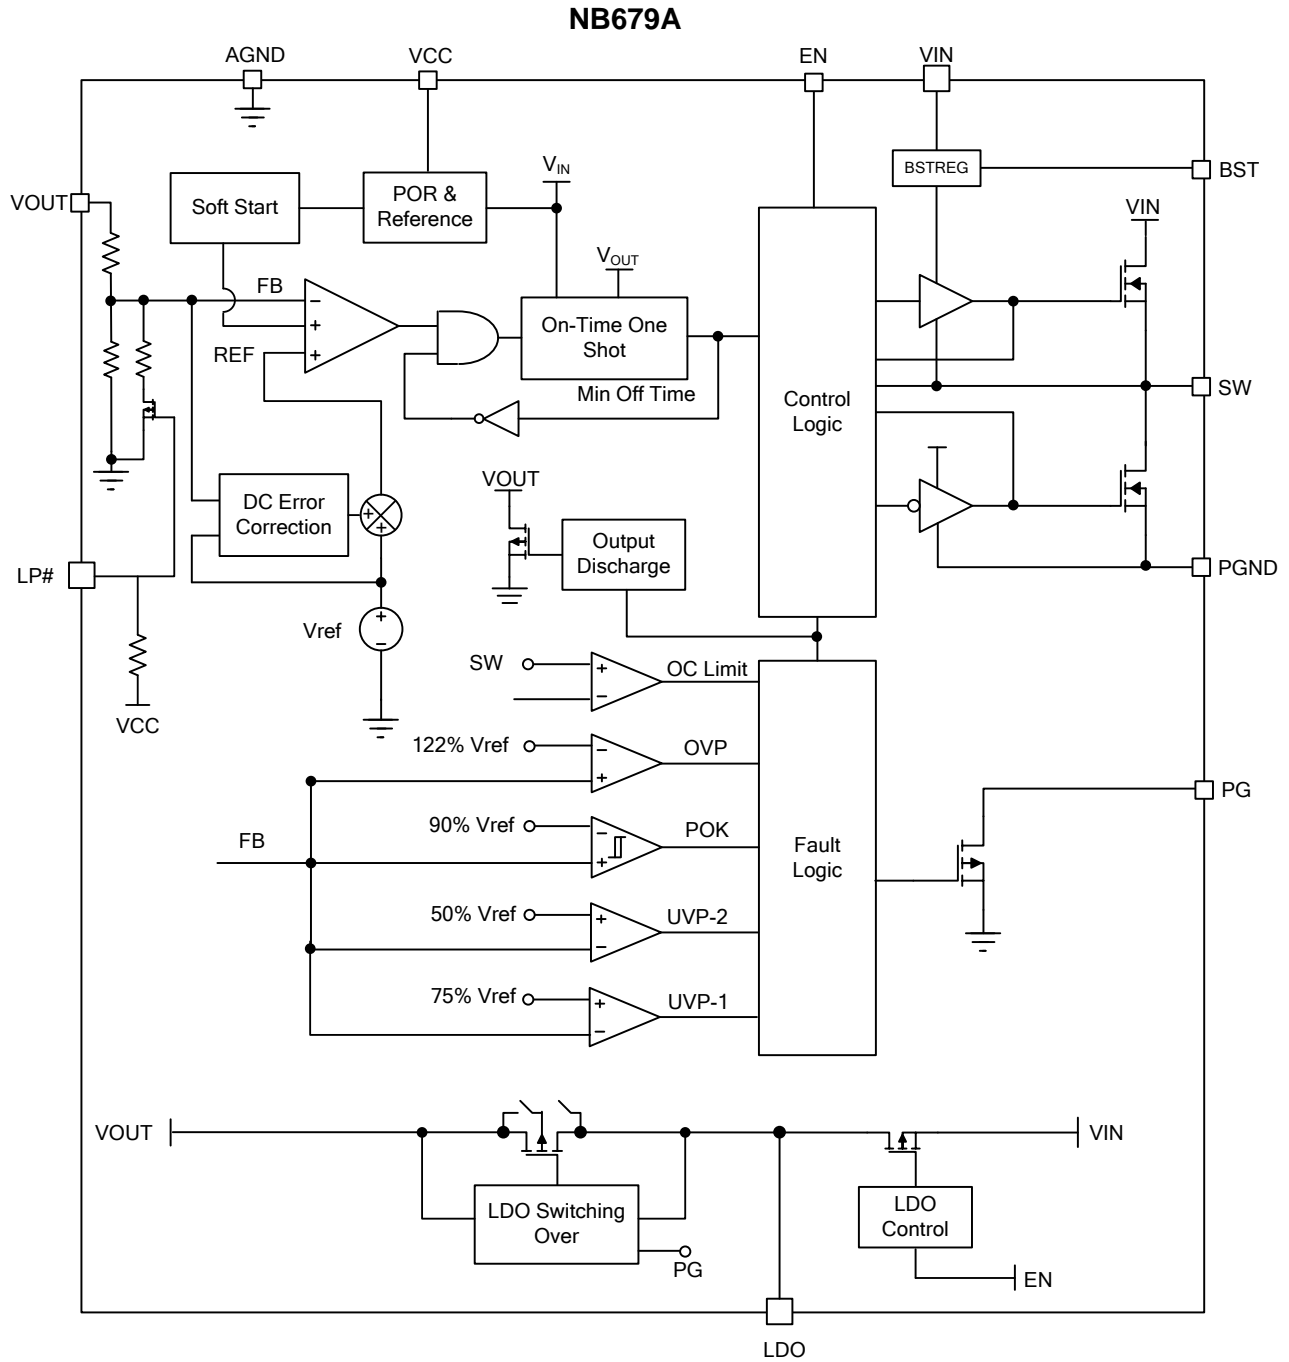 NB679A
AGND
VCC
EN
VIN
BSTREG
BST
VOUT
Soft Start
POR &
Reference
VIN
VIN
VOUT
FB
−
+
+
REF
On-Time One
Shot
Min Off Time
Control
Logic
SW
DC Error
Correction
+
+
VOUT
Output
Discharge
LP#
PGND
Vref
+
−
VCC
SW
+
−
OC Limit
122% Vref
−
+
OVP
PG
FB
90% Vref
−
+
POK
Fault
Logic
50% Vref
+
−
UVP-2
75% Vref
+
−
UVP-1
VOUT
VIN
LDO Switching
Over
PG
LDO
Control
EN
LDO